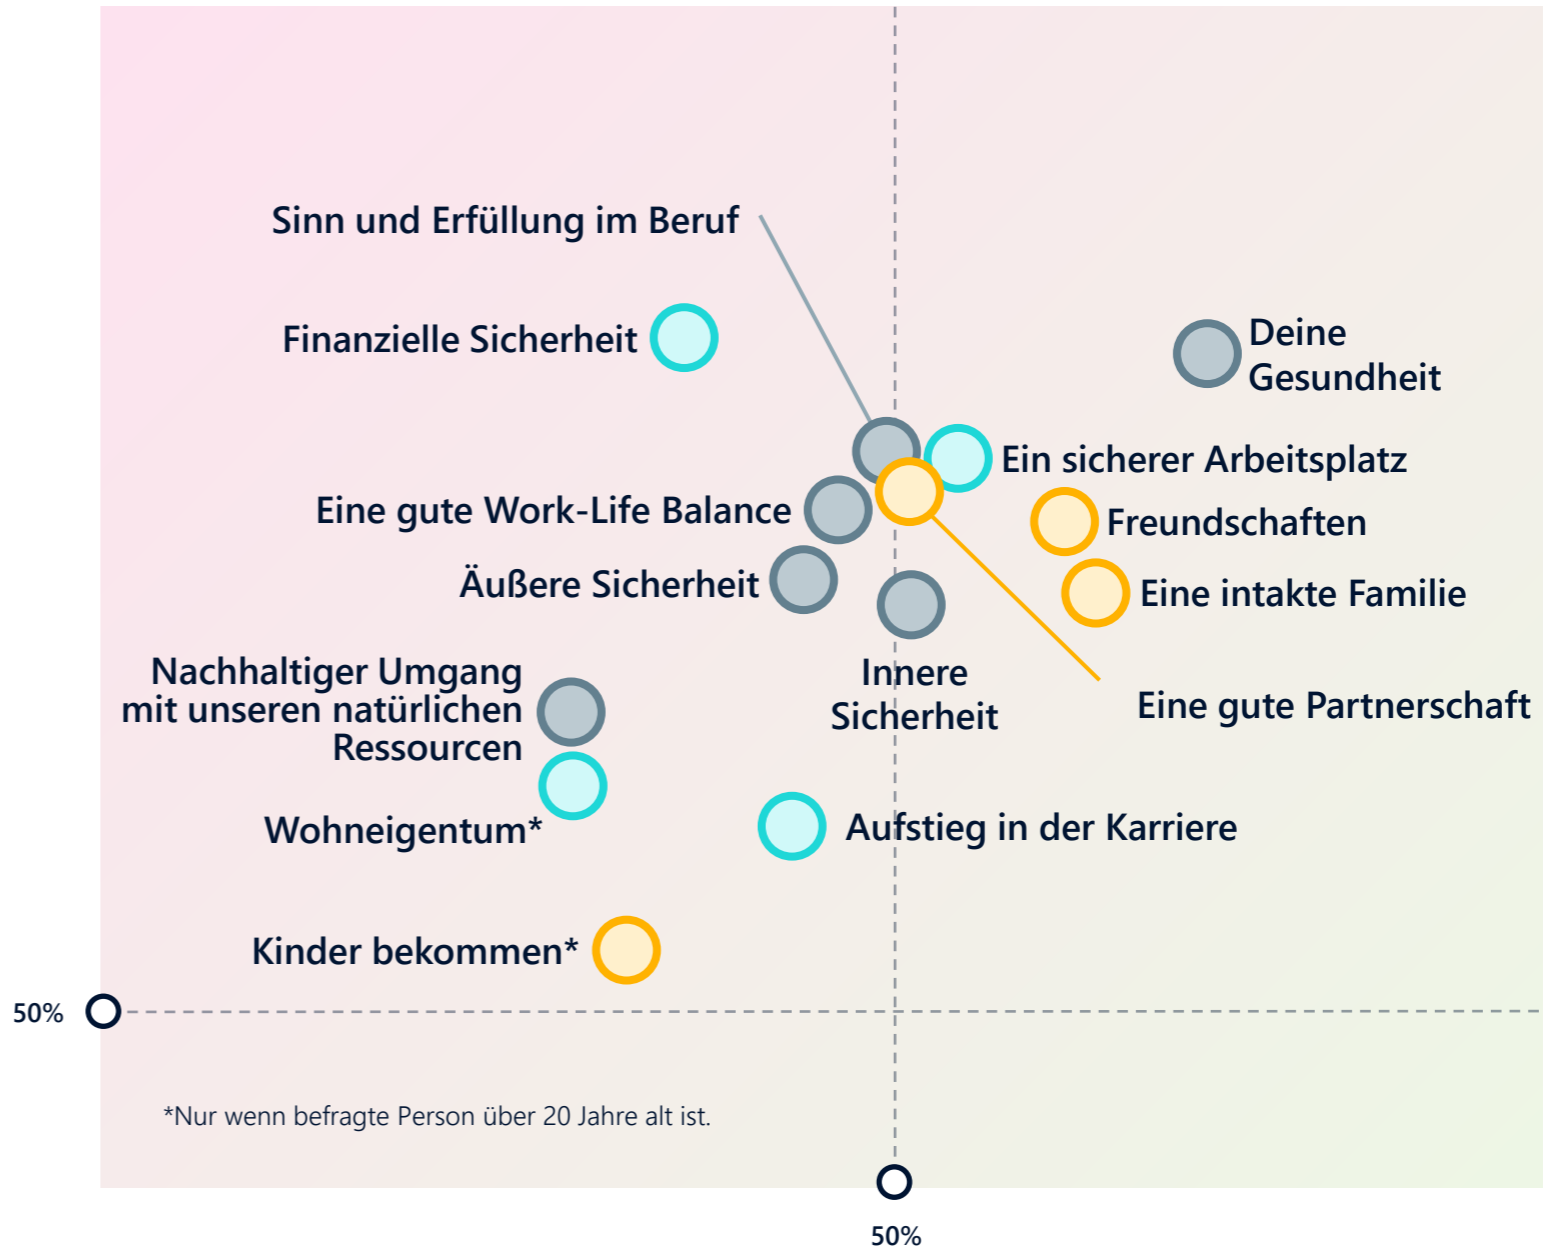 Sinn und Erfüllung im Beruf
Finanzielle Sicherheit
Deine
Gesundheit
Ein sicherer Arbeitsplatz
Eine gute Work-Life Balance
Freundschaften
Äußere Sicherheit
Eine intakte Familie
Innere
Sicherheit
Nachhaltiger Umgang
mit unseren natürlichen
Ressourcen
Eine gute Partnerschaft
Wohneigentum*
Aufstieg in der Karriere
Kinder bekommen*
50%
*Nur wenn befragte Person über 20 Jahre alt ist.
50%